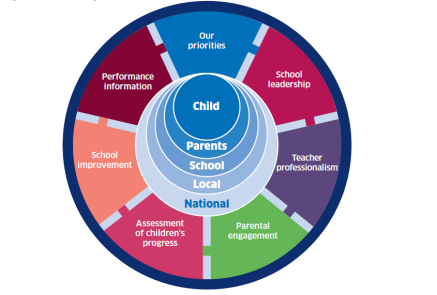 Our
priorities
School
leadership
Teacher
professionalism
Parental
engagement
Assessment
of children's
progress
School
improvement
Performance
information
Child
Parents
School
Local
National